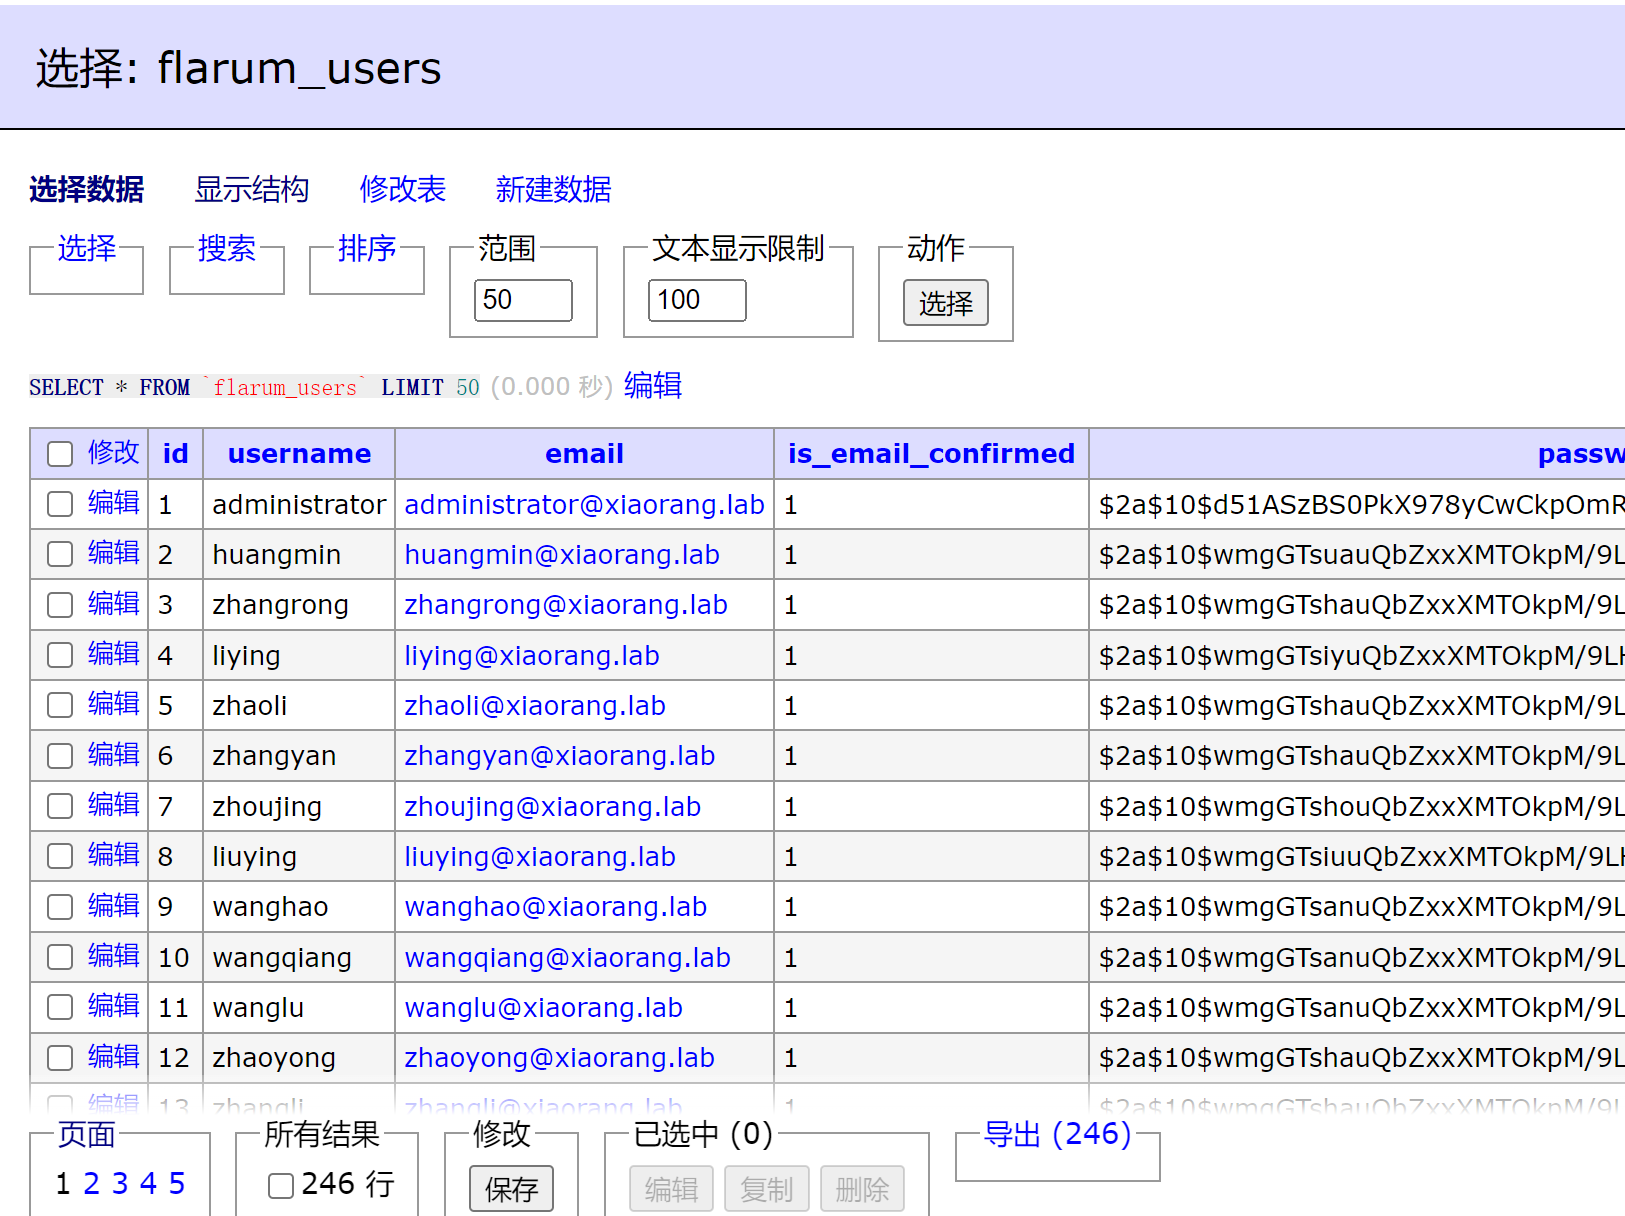 选择: flarum_users
选择数据 显示结构 修改表 新建数据
选择 搜索 排序 范围 文本显示限制 动作
50 100 选择
SELECT * FROM `flarum_users` LIMIT 50 (0.000 秒) 编辑
修改 id username email is_email_confirmed passw
编辑 1 administrator administrator@xiaorang.lab 1 $2a$10$d51ASzBS0PkX978yCwCkpOmR
编辑 2 huangmin huangmin@xiaorang.lab 1 $2a$10$wmgGTsuauQbZxxXMTOkpM/9L
编辑 3 zhangrong zhangrong@xiaorang.lab 1 $2a$10$wmgGTshauQbZxxXMTOkpM/9L
编辑 4 liying liying@xiaorang.lab 1 $2a$10$wmgGTsiyuQbZxxXMTOkpM/9LH
编辑 5 zhaoli zhaoli@xiaorang.lab 1 $2a$10$wmgGTshauQbZxxXMTOkpM/9L
编辑 6 zhangyan zhangyan@xiaorang.lab 1 $2a$10$wmgGTshauQbZxxXMTOkpM/9L
编辑 7 zhoujing zhoujing@xiaorang.lab 1 $2a$10$wmgGTshouQbZxxXMTOkpM/9L
编辑 8 liuying liuying@xiaorang.lab 1 $2a$10$wmgGTsiuuQbZxxXMTOkpM/9LH
编辑 9 wanghao wanghao@xiaorang.lab 1 $2a$10$wmgGTsanuQbZxxXMTOkpM/9L
编辑 10 wangqiang wangqiang@xiaorang.lab 1 $2a$10$wmgGTsanuQbZxxXMTOkpM/9L
编辑 11 wanglu wanglu@xiaorang.lab 1 $2a$10$wmgGTsanuQbZxxXMTOkpM/9L
编辑 12 zhaoyong zhaoyong@xiaorang.lab 1 $2a$10$wmgGTshauQbZxxXMTOkpM/9L
编辑 13 zhangli zhangli@xiaorang.lab 1 $2a$10$wmgGTshauQbZxxXMTOkpM/9L
页面 所有结果 修改 已选中 (0) 导出 (246)
1 2 3 4 5 246 行 保存 编辑 复制 删除